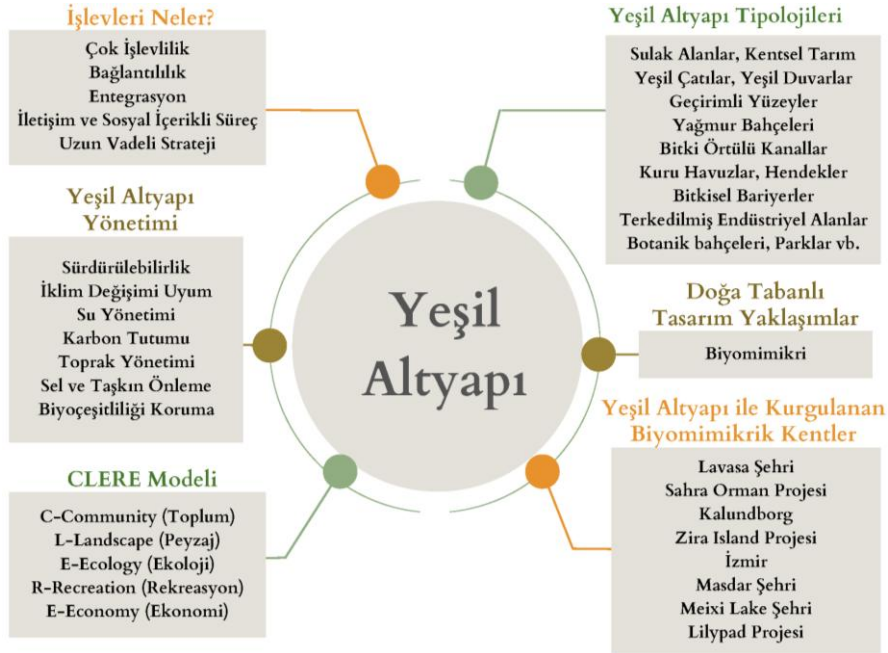 İşlevleri Neler?
Çok İşlevlilik
Bağlantılılık
Entegrasyon
İletişim ve Sosyal İçerikli Süreç
Uzun Vadeli Strateji
Yeşil Altyapı
Yönetimi
Sürdürülebilirlik
İklim Değişimi Uyum
Su Yönetimi
Karbon Tutumu
Toprak Yönetimi
Sel ve Taşkın Önleme
Biyoçeşitliliği Koruma
CLERE Modeli
C-Community (Toplum)
L-Landscape (Peyzaj)
E-Ecology (Ekoloji)
R-Recreation (Rekreasyon)
E-Economy (Ekonomi)
Yeşil
Altyapı
Yeşil Altyapı Tipolojileri
Sulak Alanlar, Kentsel Tarım
Yeşil Çatılar, Yeşil Duvarlar
Geçirimli Yüzeyler
Yağmur Bahçeleri
Bitki Örtülü Kanallar
Kuru Havuzlar, Hendekler
Bitkisel Bariyerler
Terkedilmiş Endüstriyel Alanlar
Botanik bahçeleri, Parklar vb.
Doğa Tabanlı
Tasarım Yaklaşımlar
Biyomimikri
Yeşil Altyapı ile Kurgulanan
Biyomimikrik Kentler
Lavasa Şehri
Sahra Orman Projesi
Kalundborg
Zira Island Projesi
İzmir
Masdar Şehri
Meixi Lake Şehri
Lilypad Projesi